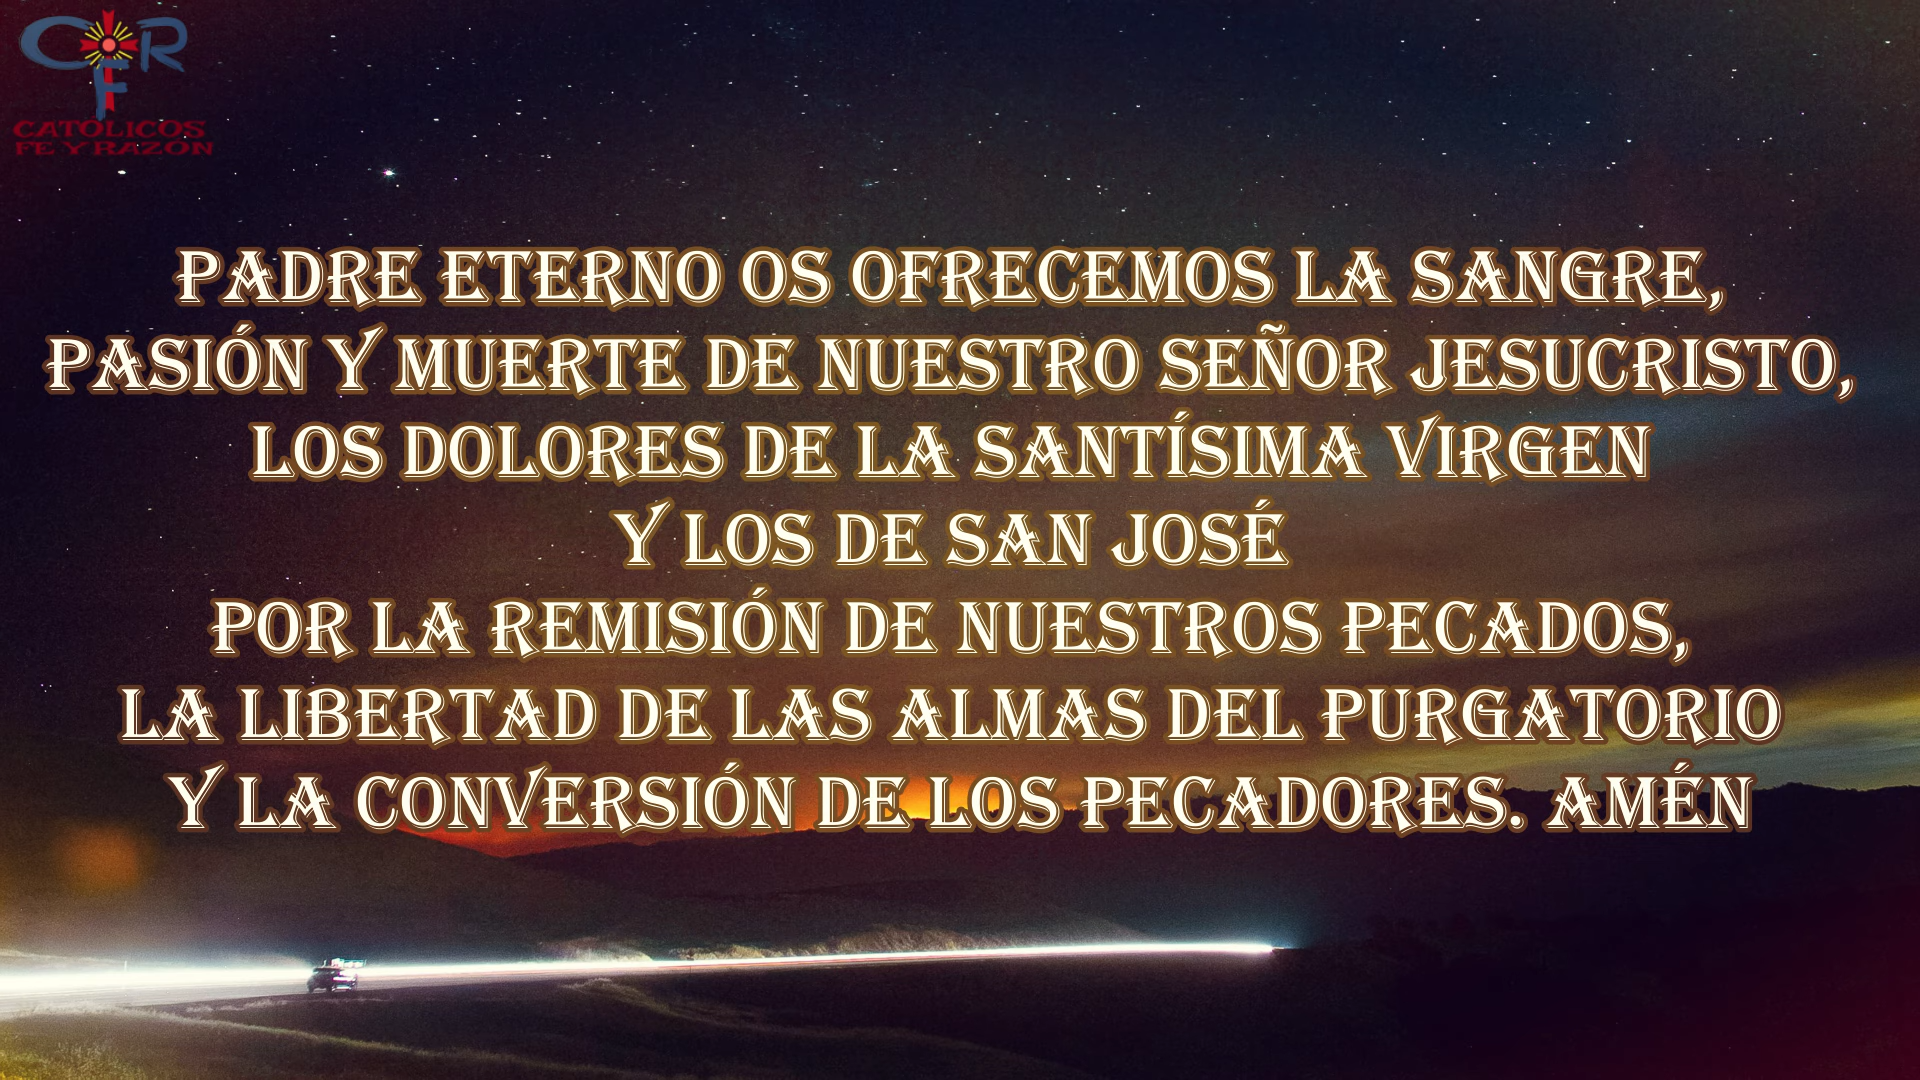 CFR
CATÓLICOS
FE Y RAZÓN
PADRE ETERNO OS OFRECEMOS LA SANGRE,
PASIÓN Y MUERTE DE NUESTRO SEÑOR JESUCRISTO,
LOS DOLORES DE LA SANTÍSIMA VIRGEN
Y LOS DE SAN JOSÉ
POR LA REMISIÓN DE NUESTROS PECADOS,
LA LIBERTAD DE LAS ALMAS DEL PURGATORIO
Y LA CONVERSIÓN DE LOS PECADORES. AMÉN